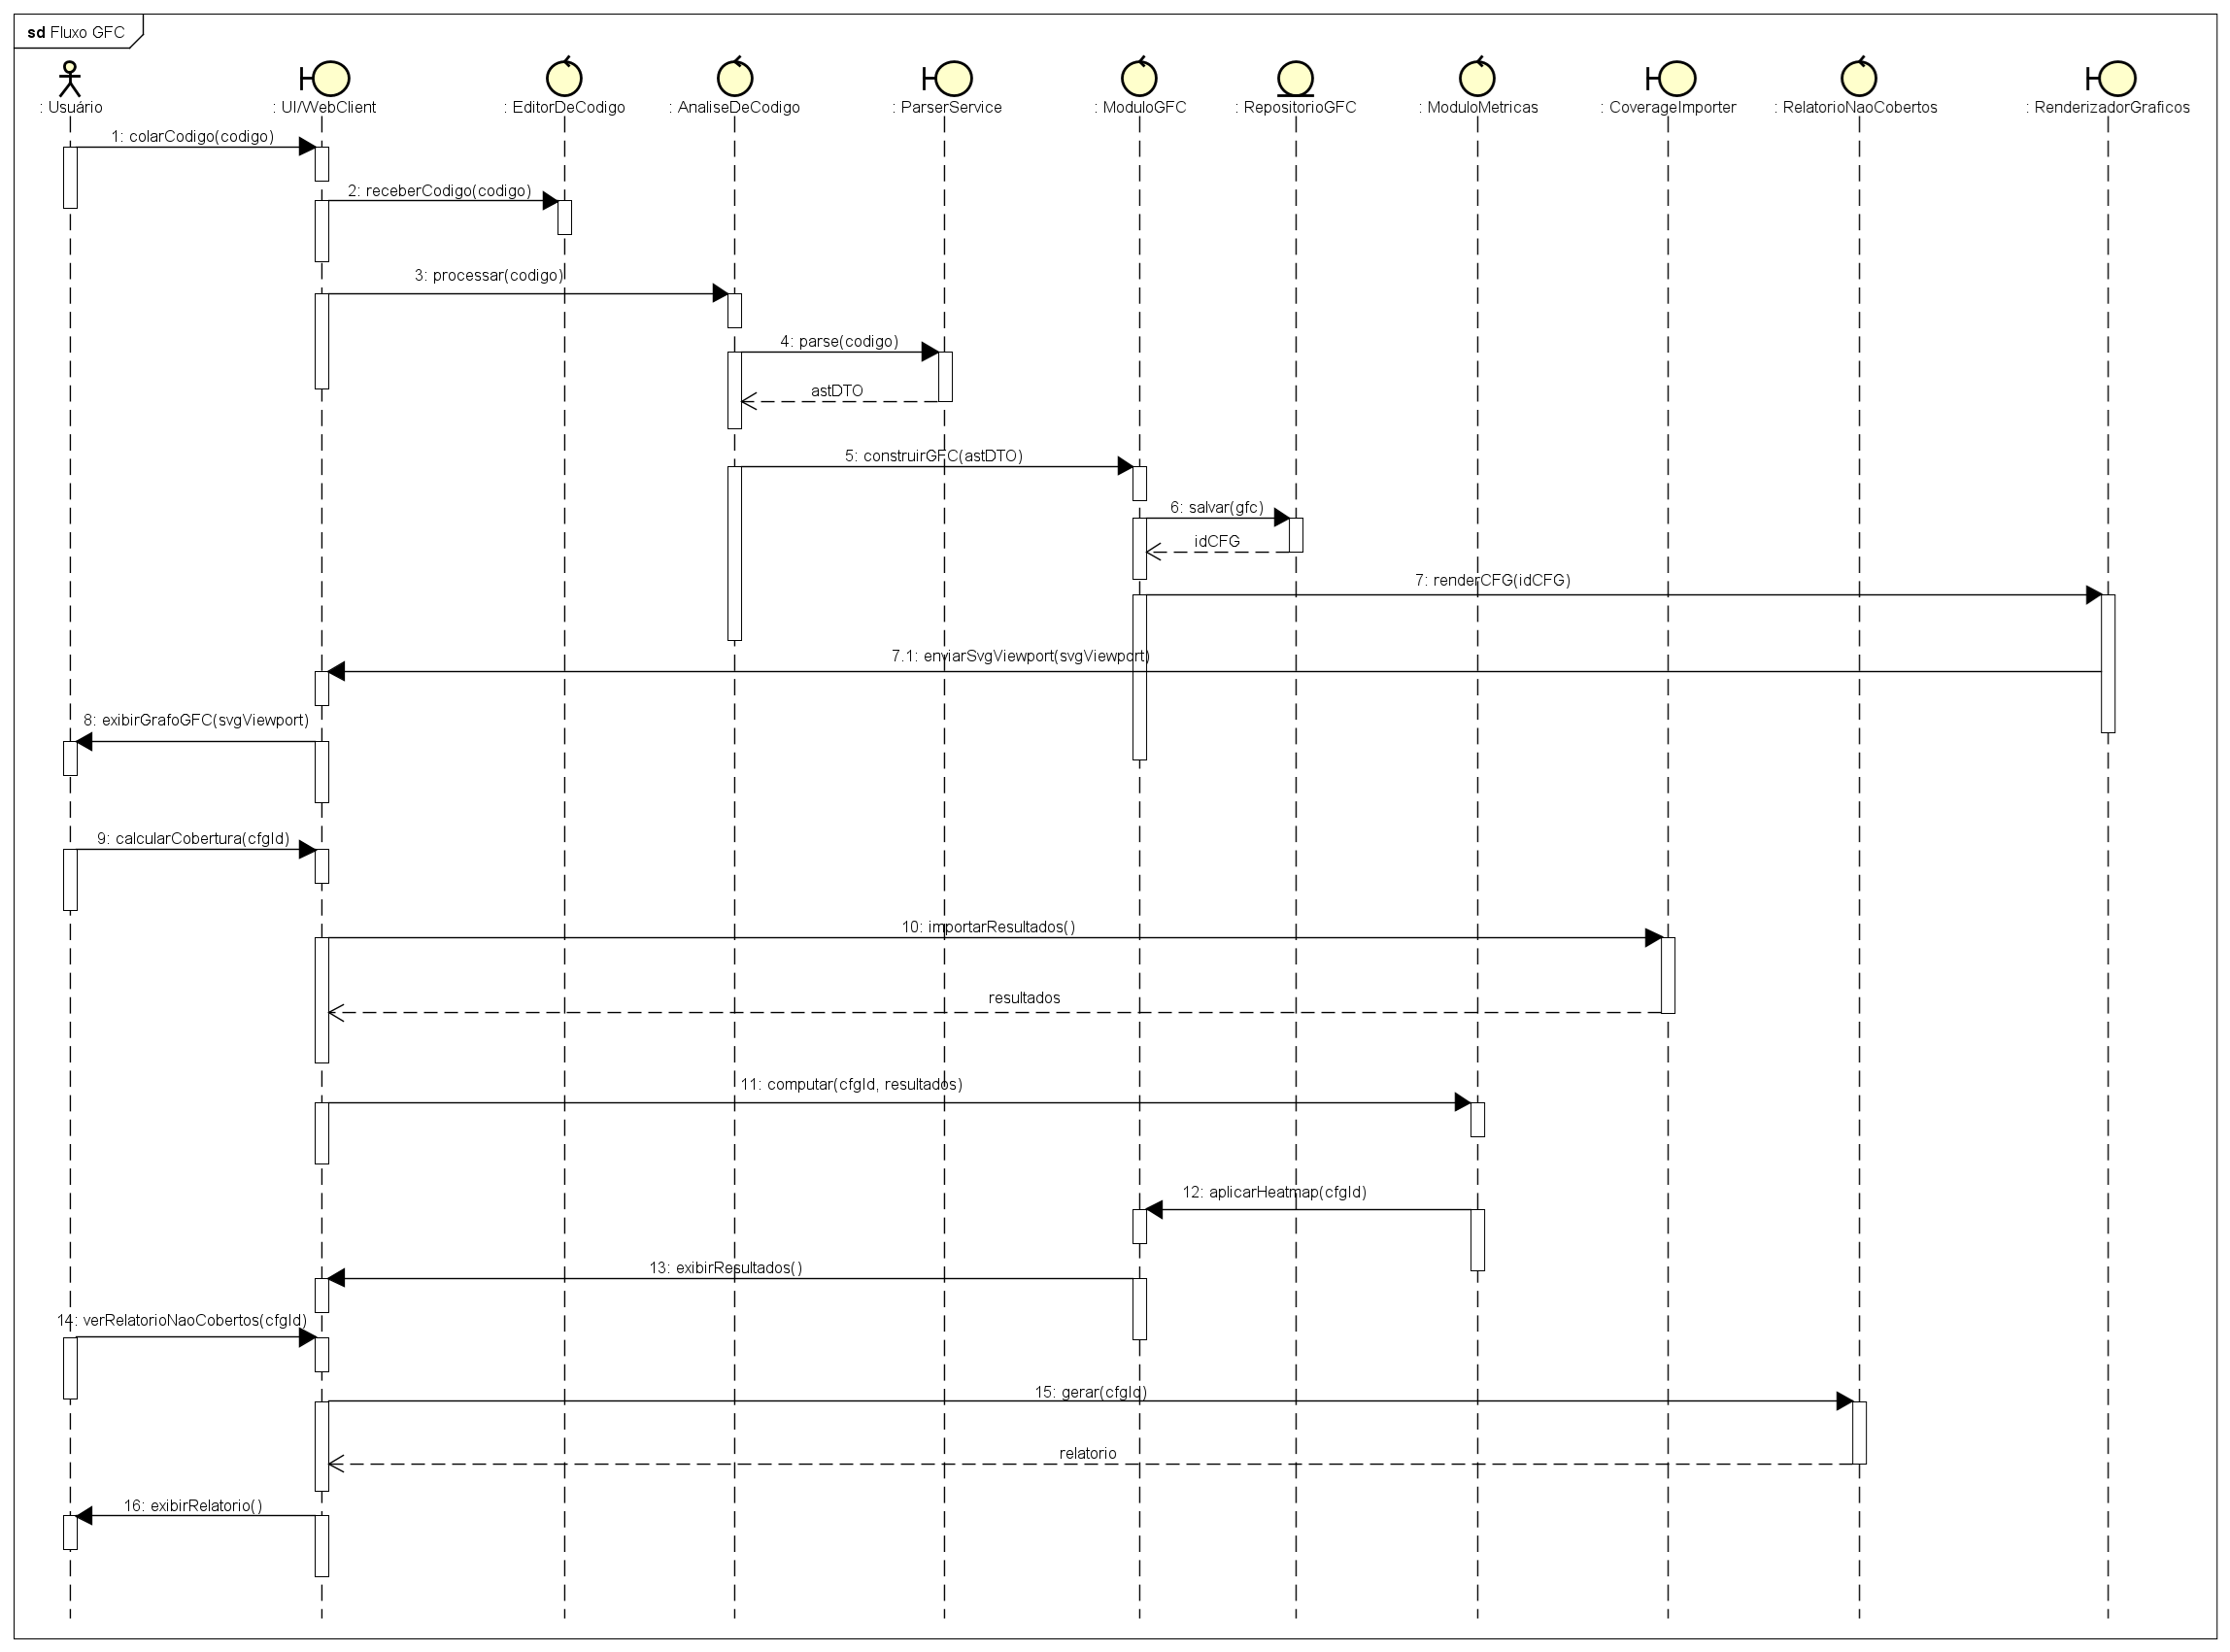 sd Fluxo GFC
: Usuário
: UI/WebClient
: EditorDeCodigo
: AnaliseDeCodigo
: ParserService
: ModuloGFC
: RepositorioGFC
: ModuloMetricas
: CoverageImporter
: RelatorioNaoCobertos
: RenderizadorGraficos
1: colarCodigo(codigo)
2: receberCodigo(codigo)
3: processar(codigo)
4: parse(codigo)
astDTO
5: construirGFC(astDTO)
6: salvar(gfc)
idCFG
7: renderCFG(idCFG)
7.1: enviarSvgViewport(svgViewport)
8: exibirGrafoGFC(svgViewport)
9: calcularCobertura(cfgId)
10: importarResultados()
resultados
11: computar(cfgId, resultados)
12: aplicarHeatmap(cfgId)
13: exibirResultados()
14: verRelatorioNaoCobertos(cfgId)
15: gerar(cfgId)
relatorio
16: exibirRelatorio()